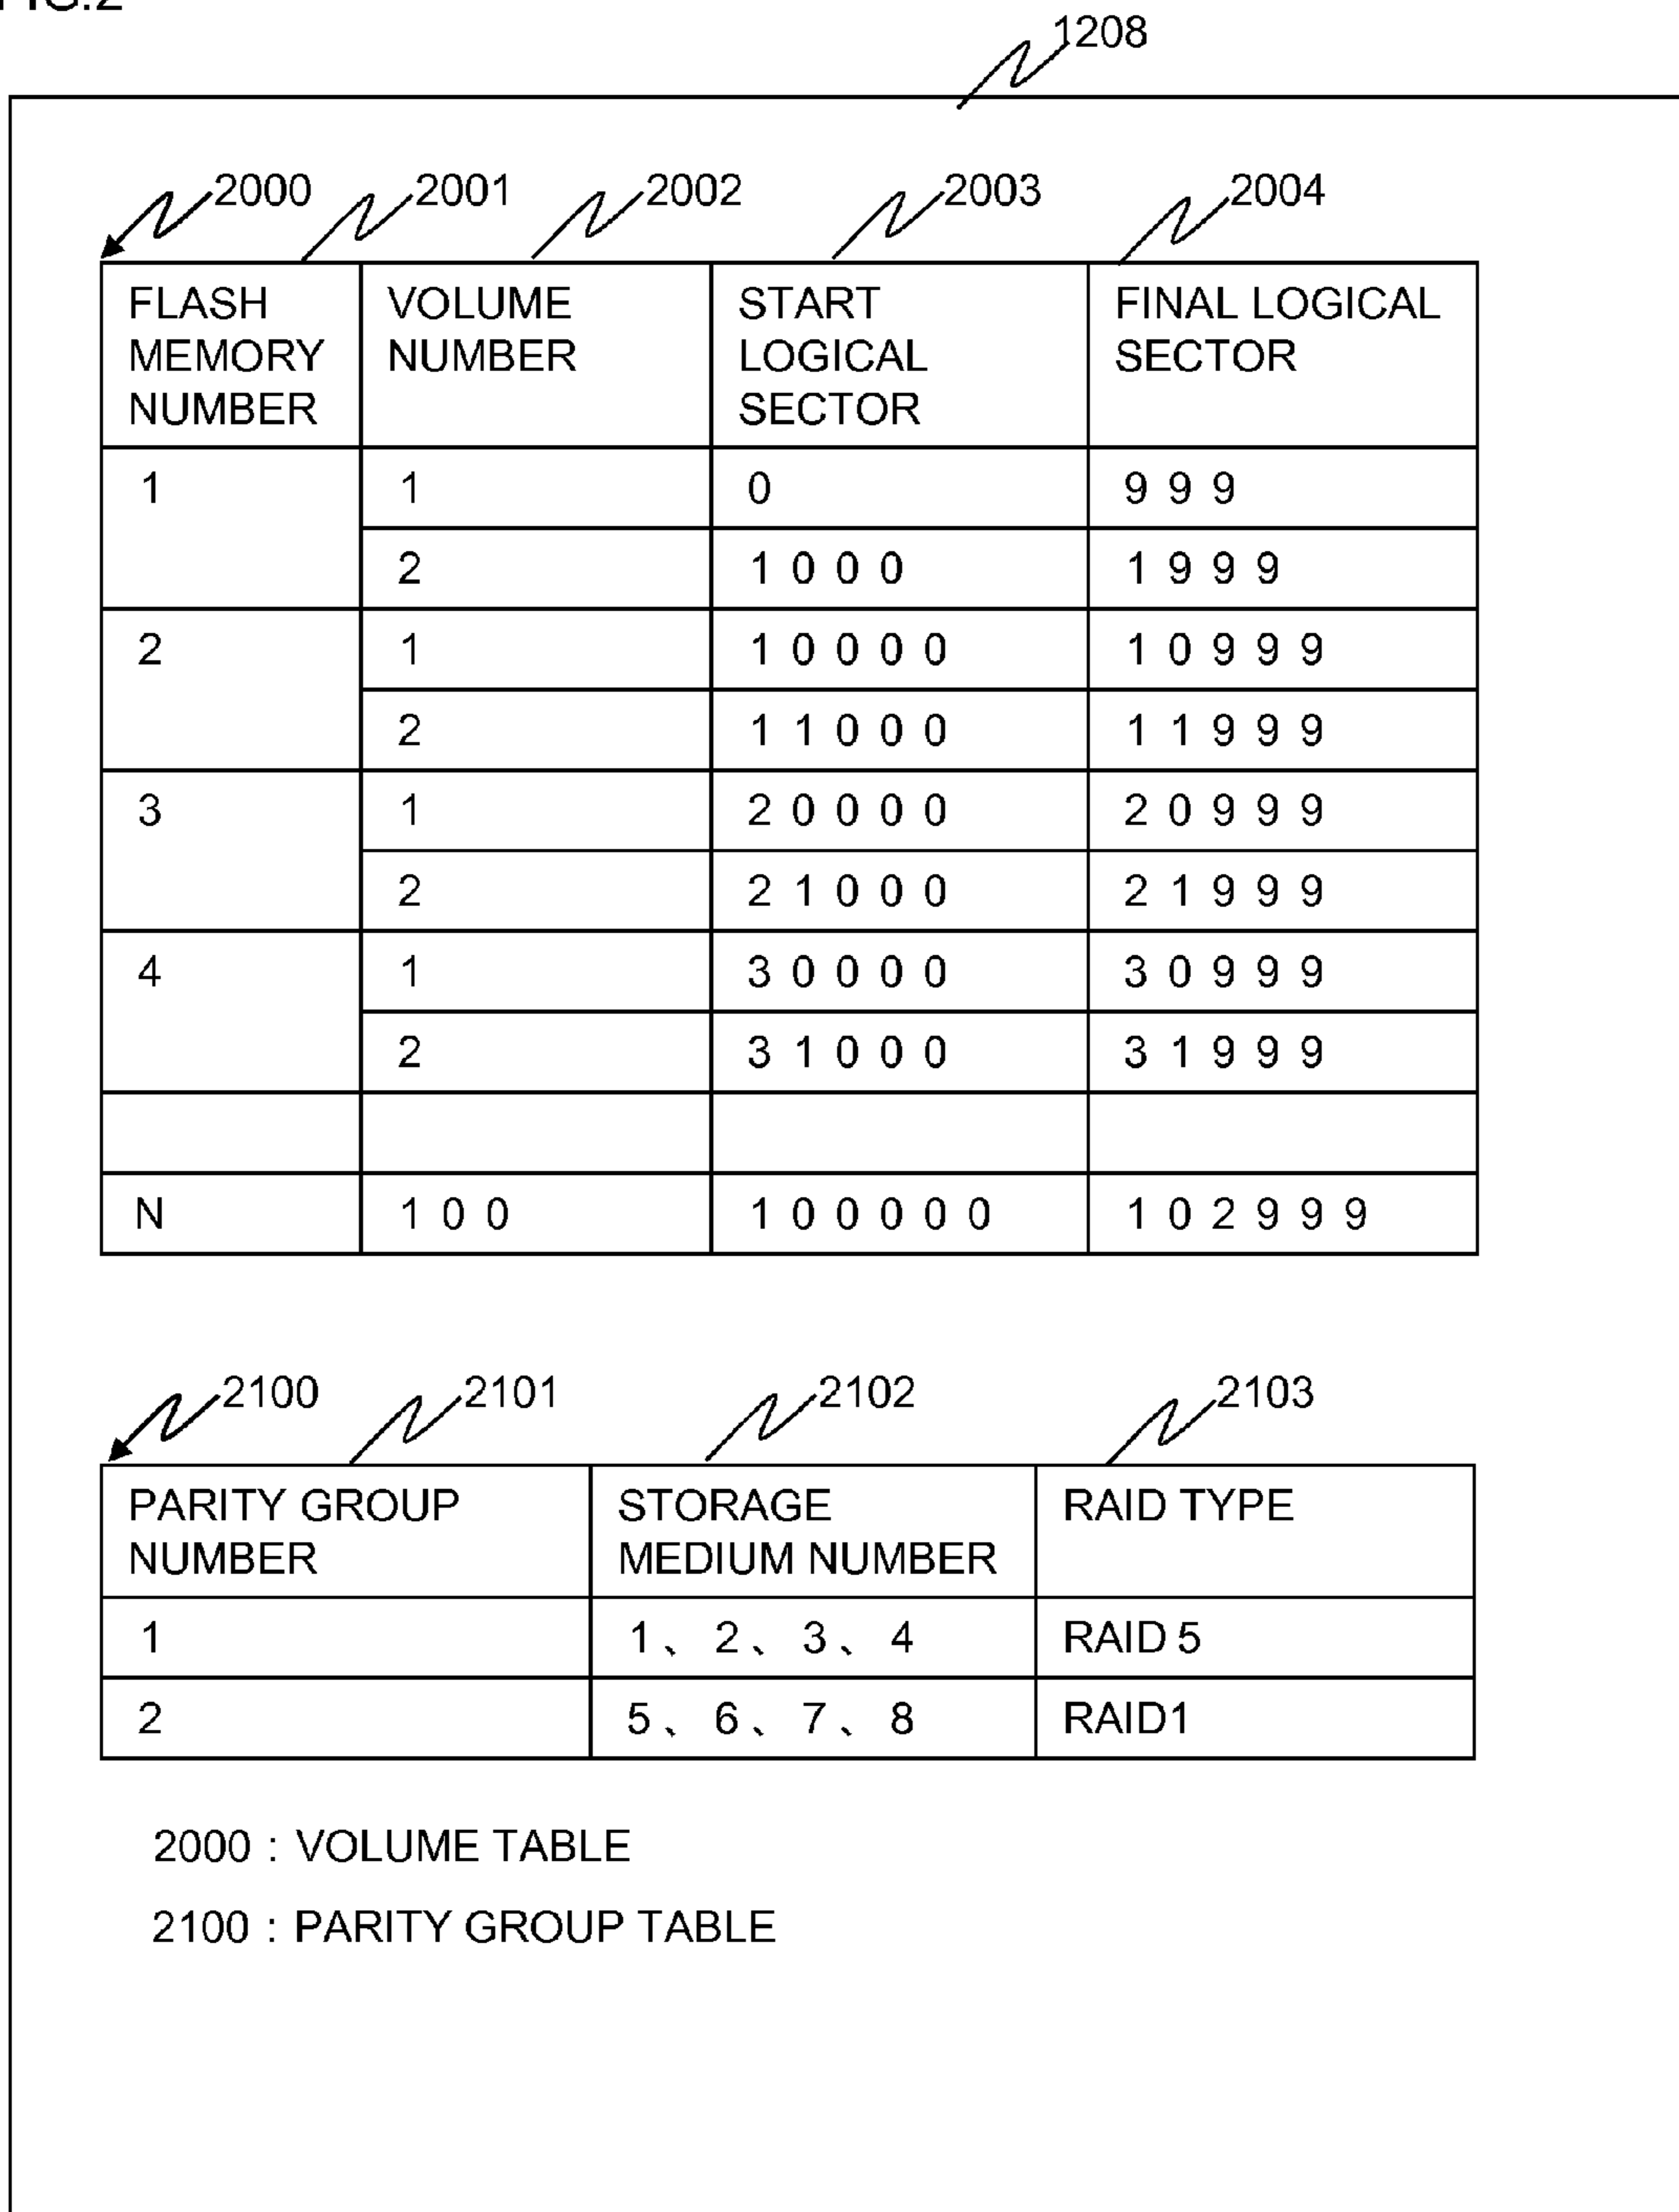 FIG.2
1208
2000 2001 2002 2003 2004
FLASH MEMORY NUMBER VOLUME NUMBER START LOGICAL SECTOR FINAL LOGICAL SECTOR
1 1 0 999
2 1000 1999
2 1 10000 10999
2 11000 11999
3 1 20000 20999
2 21000 21999
4 1 30000 30999
2 31000 31999
N 100 100000 102999
2100 2101 2102 2103
PARITY GROUP NUMBER STORAGE MEDIUM NUMBER RAID TYPE
1 1、2、3、4 RAID 5
2 5、6、7、8 RAID1
2000 : VOLUME TABLE
2100 : PARITY GROUP TABLE